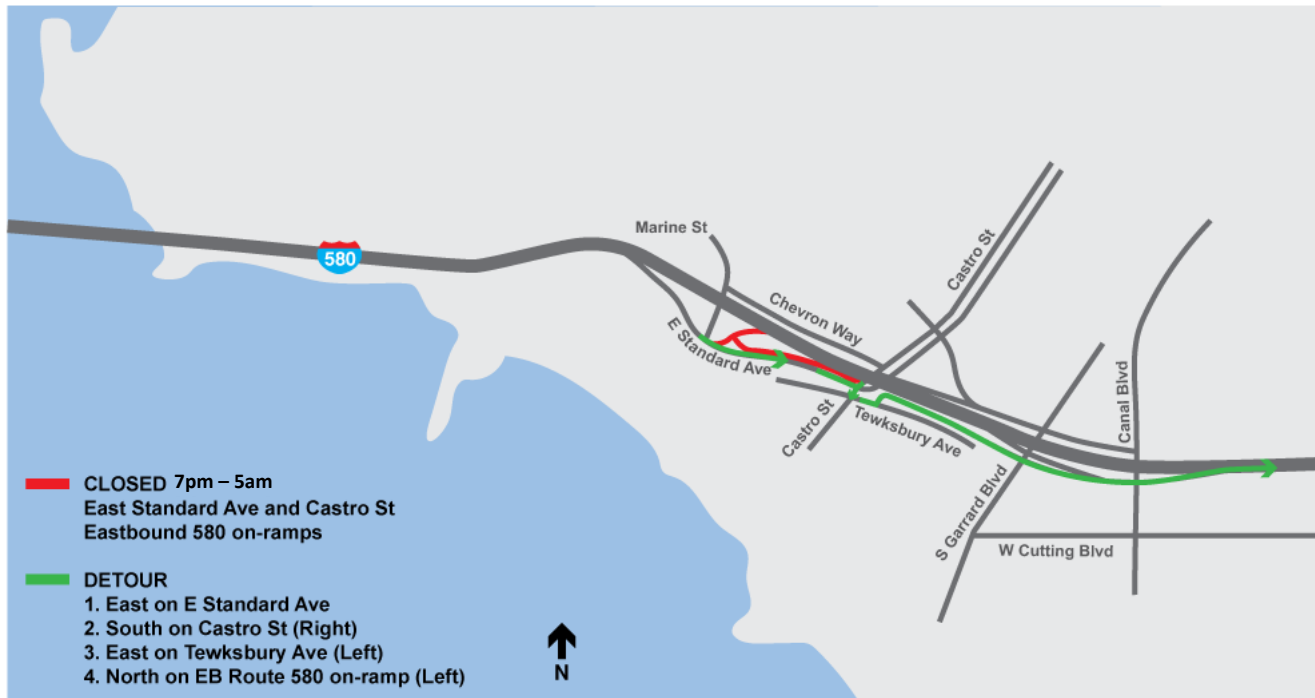 Marine St
580
Castro St
Chevron Way
E Standard Ave
Canal Blvd
Castro St
Tewksbury Ave
S Garrard Blvd
W Cutting Blvd
CLOSED 7pm – 5am
East Standard Ave and Castro St
Eastbound 580 on-ramps
DETOUR
1. East on E Standard Ave
2. South on Castro St (Right)
3. East on Tewksbury Ave (Left)
4. North on EB Route 580 on-ramp (Left)
N